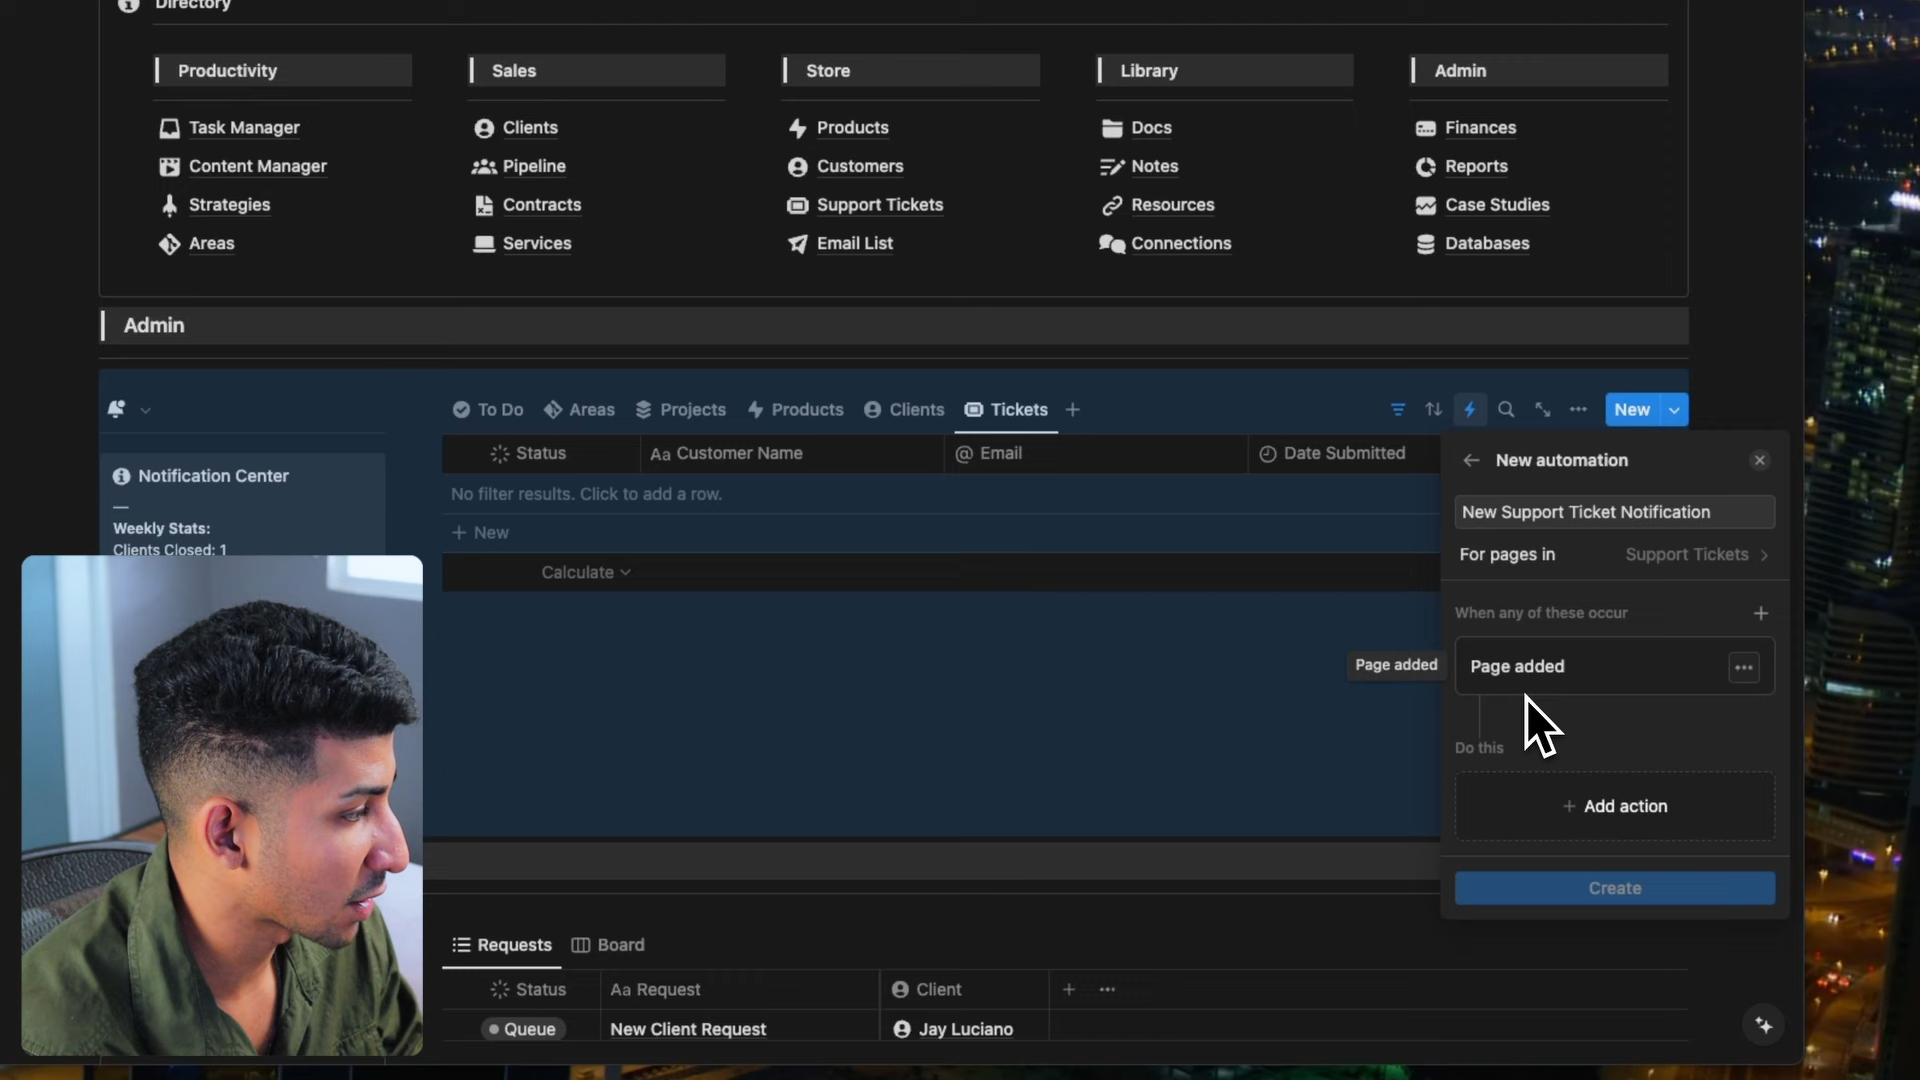 Directory
Productivity
Sales
Store
Library
Admin
Task Manager
Clients
Products
Docs
Finances
Content Manager
Pipeline
Customers
Notes
Reports
Strategies
Contracts
Support Tickets
Resources
Case Studies
Areas
Services
Email List
Connections
Databases
Admin
To Do
Areas
Projects
Products
Clients
Tickets
New
Status
Aa Customer Name
@ Email
Date Submitted
No filter results. Click to add a row.
New
Calculate
Notification Center
—
Weekly Stats:
Clients Closed: 1
New automation
New Support Ticket Notification
For pages in
Support Tickets
When any of these occur
Page added
Page added
Do this
Add action
Create
Requests
Board
Status
Aa Request
Client
Queue
New Client Request
Jay Luciano